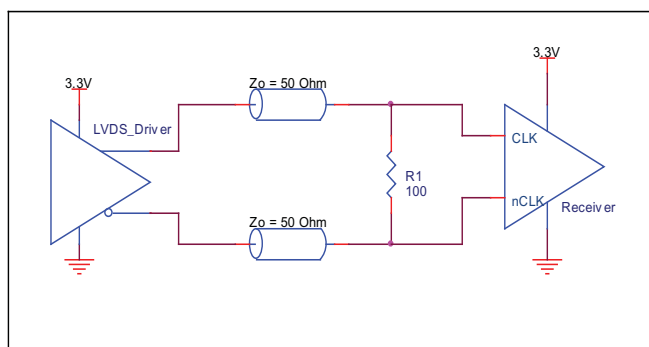 3.3V
LVDS_Driver
Zo = 50 Ohm
Zo = 50 Ohm
R1
100
3.3V
CLK
nCLK
Receiver